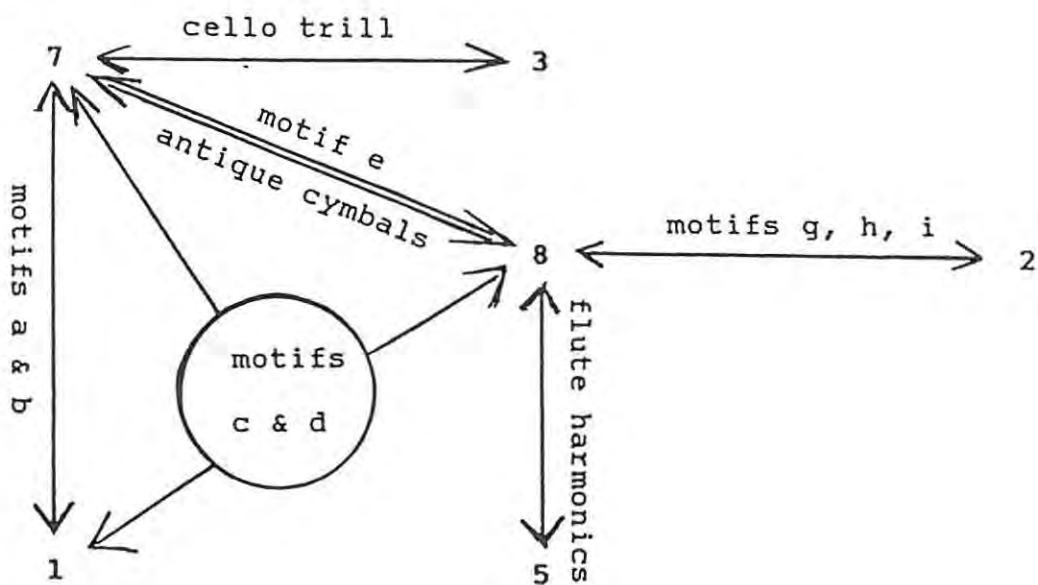 cello trill
7
3
motif e
antique cymbals
motifs a & b
8
motifs g, h, i
2
motifs
c & d
flute harmonics
1
5